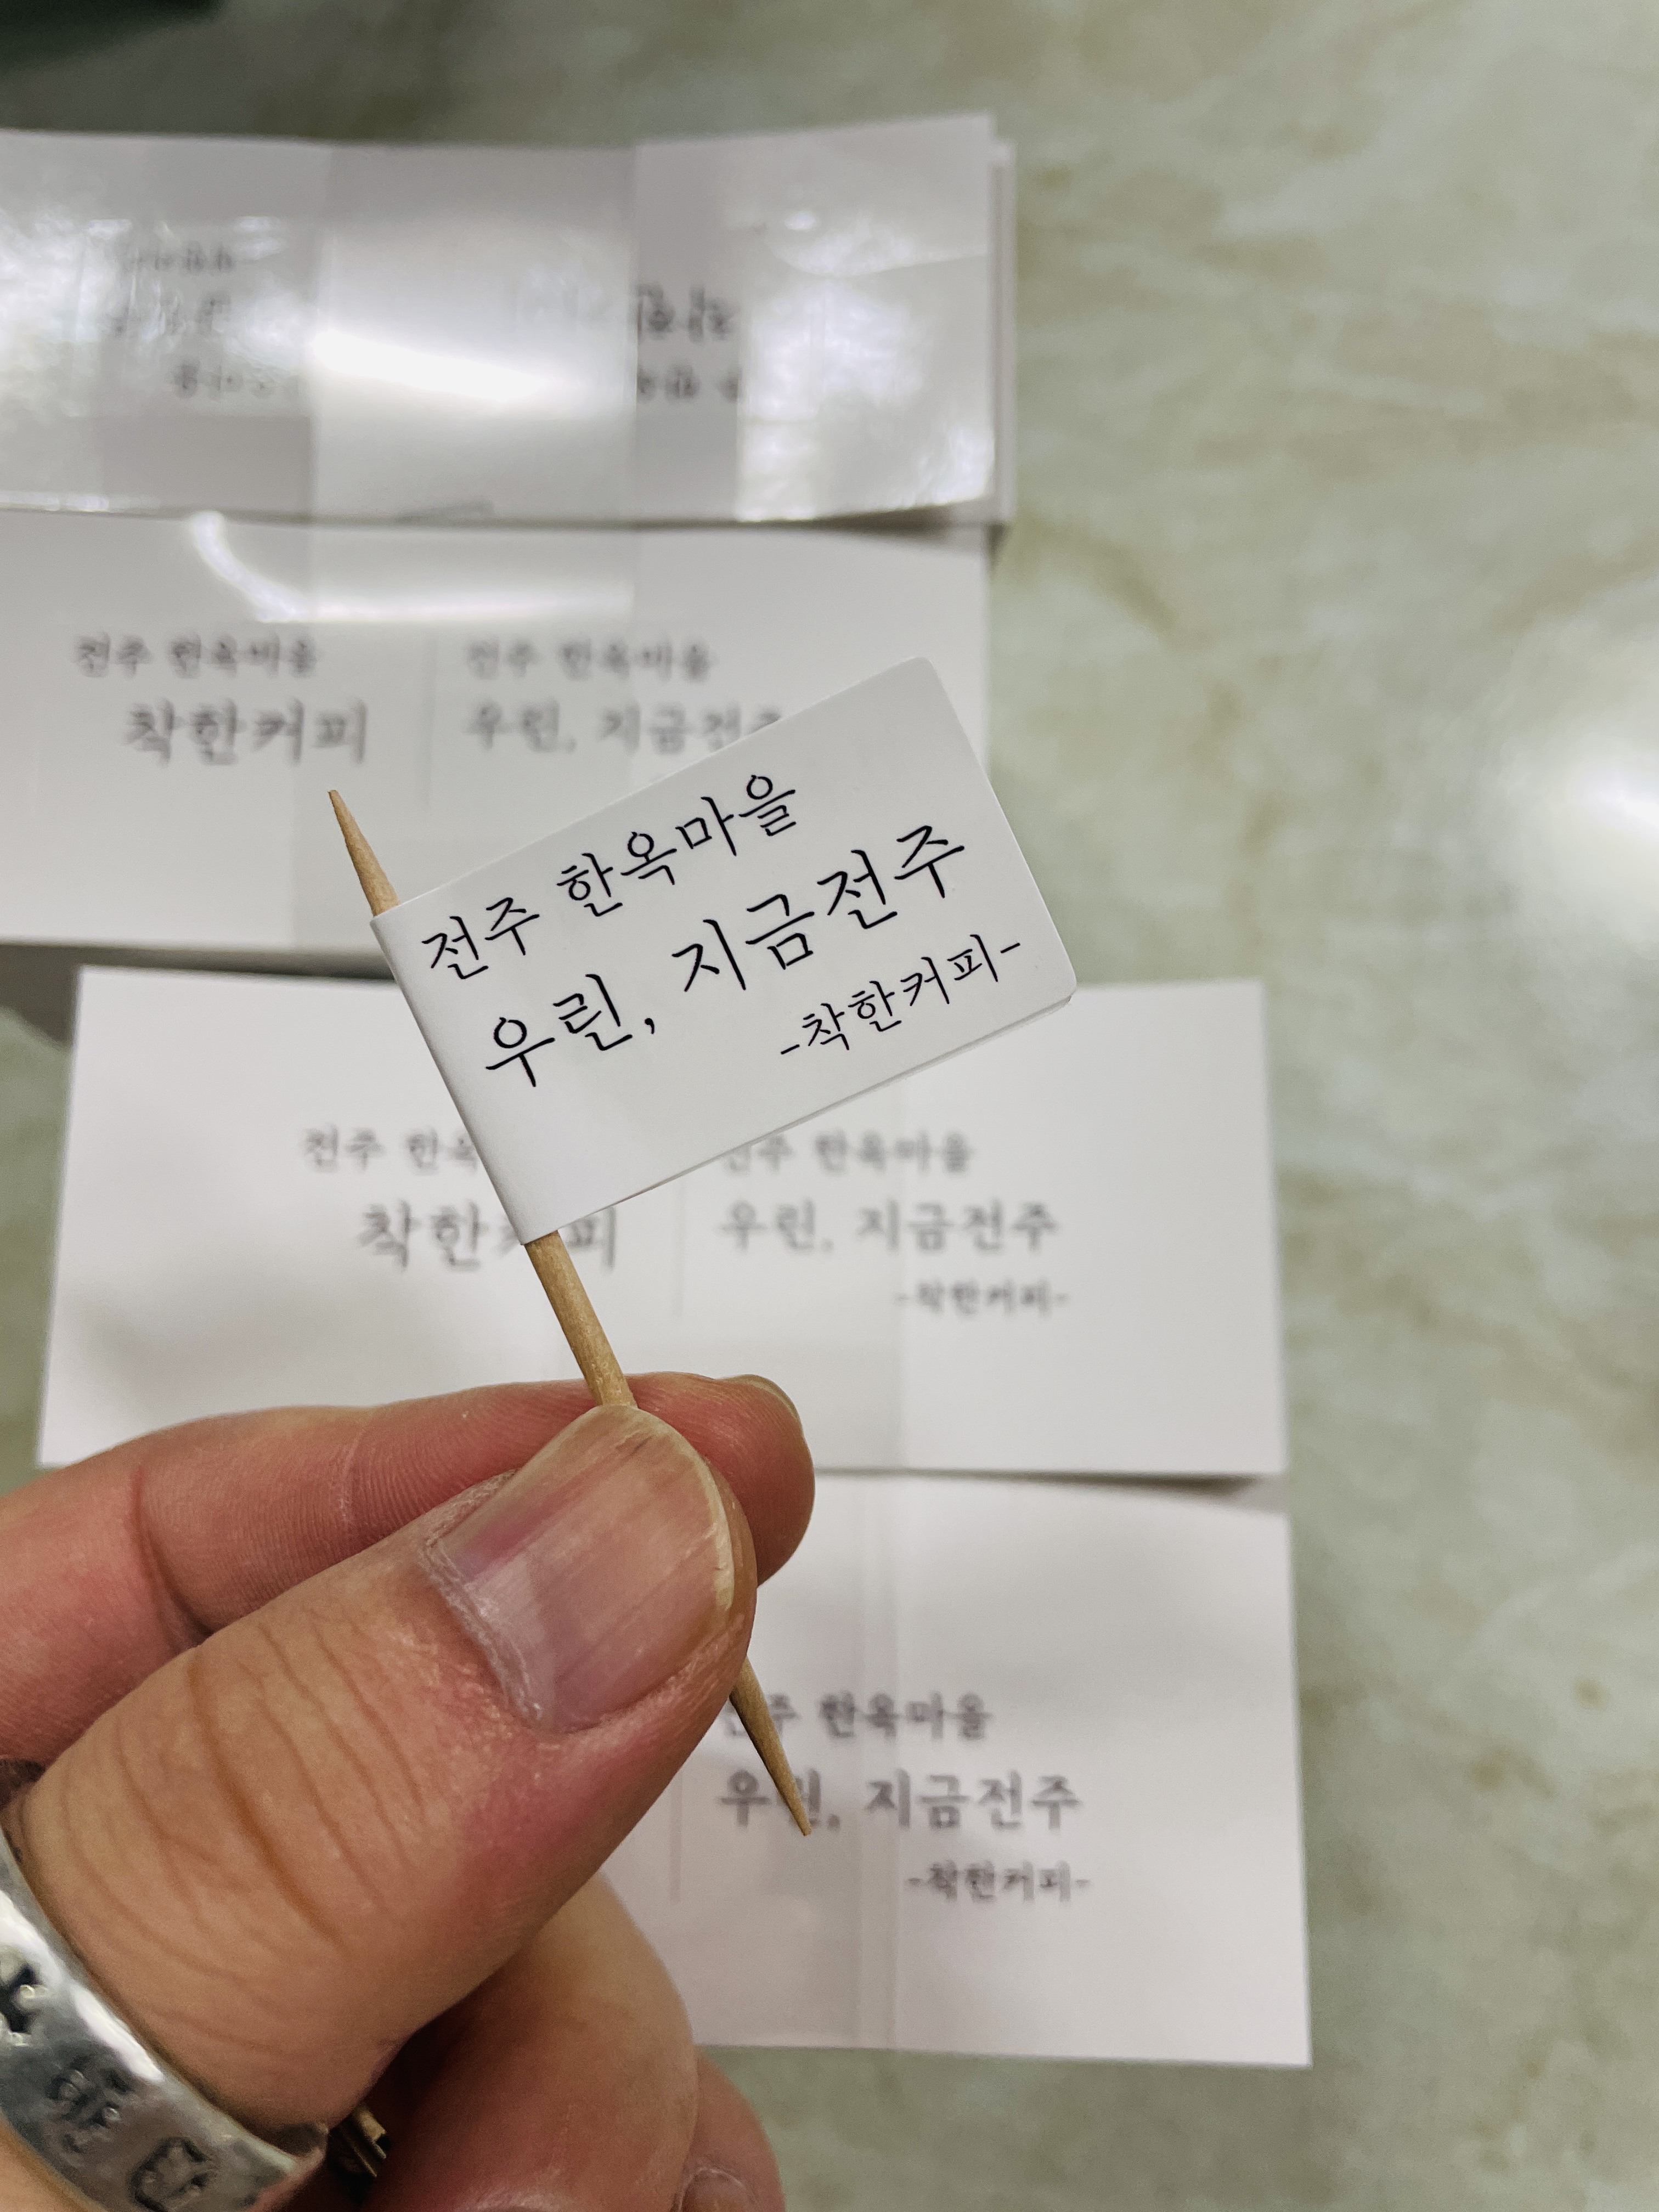 전주 한옥마을
착한커피
전주 한옥마을
우린, 지금전주
전주 한옥마을
우린, 지금전주
-착한커피-
전주 한옥
착한커피
전주 한옥마을
우린, 지금전주
-착한커피-
전주 한옥마을
우린, 지금전주
-착한커피-